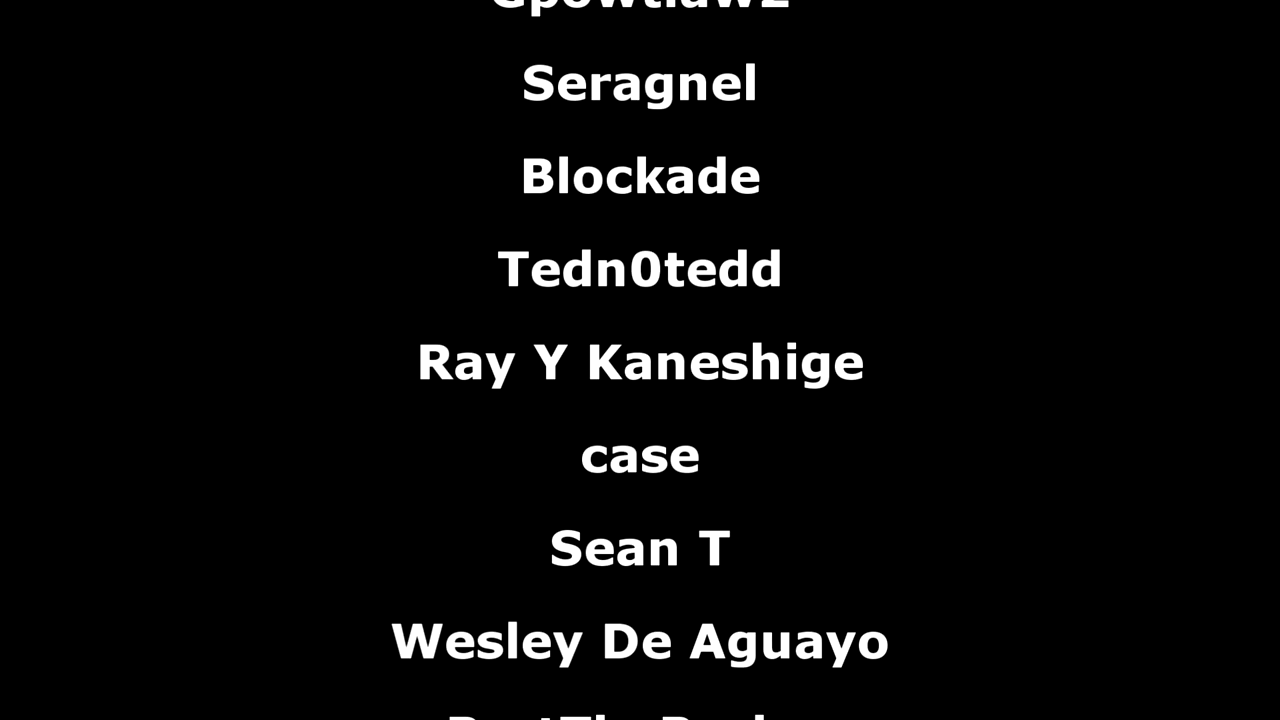 Seragnel
Blockade
Tedn0tedd
Ray Y Kaneshige
case
Sean T
Wesley De Aguayo